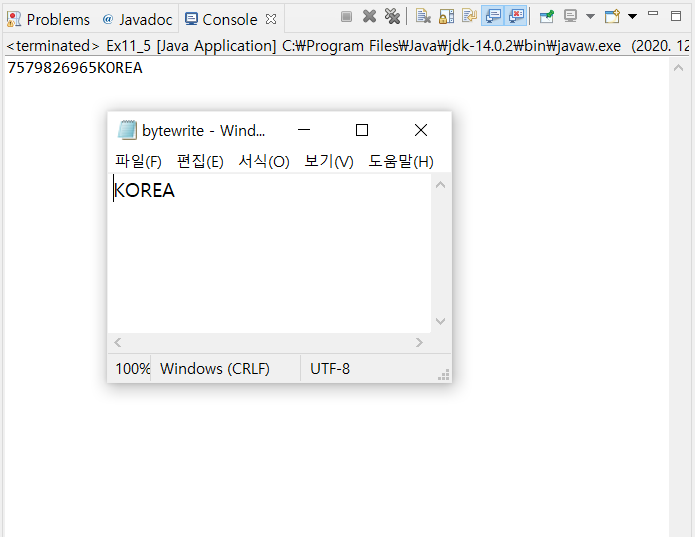 Problems @ Javadoc Console
<terminated> Ex11_5 [Java Application] C:₩Program Files₩Java₩jdk-14.0.2₩bin₩javaw.exe (2020. 12
7579826965KOREA
bytewrite - Wind...
파일(F) 편집(E) 서식(O) 보기(V) 도움말(H)
KOREA
100% Windows (CRLF) UTF-8